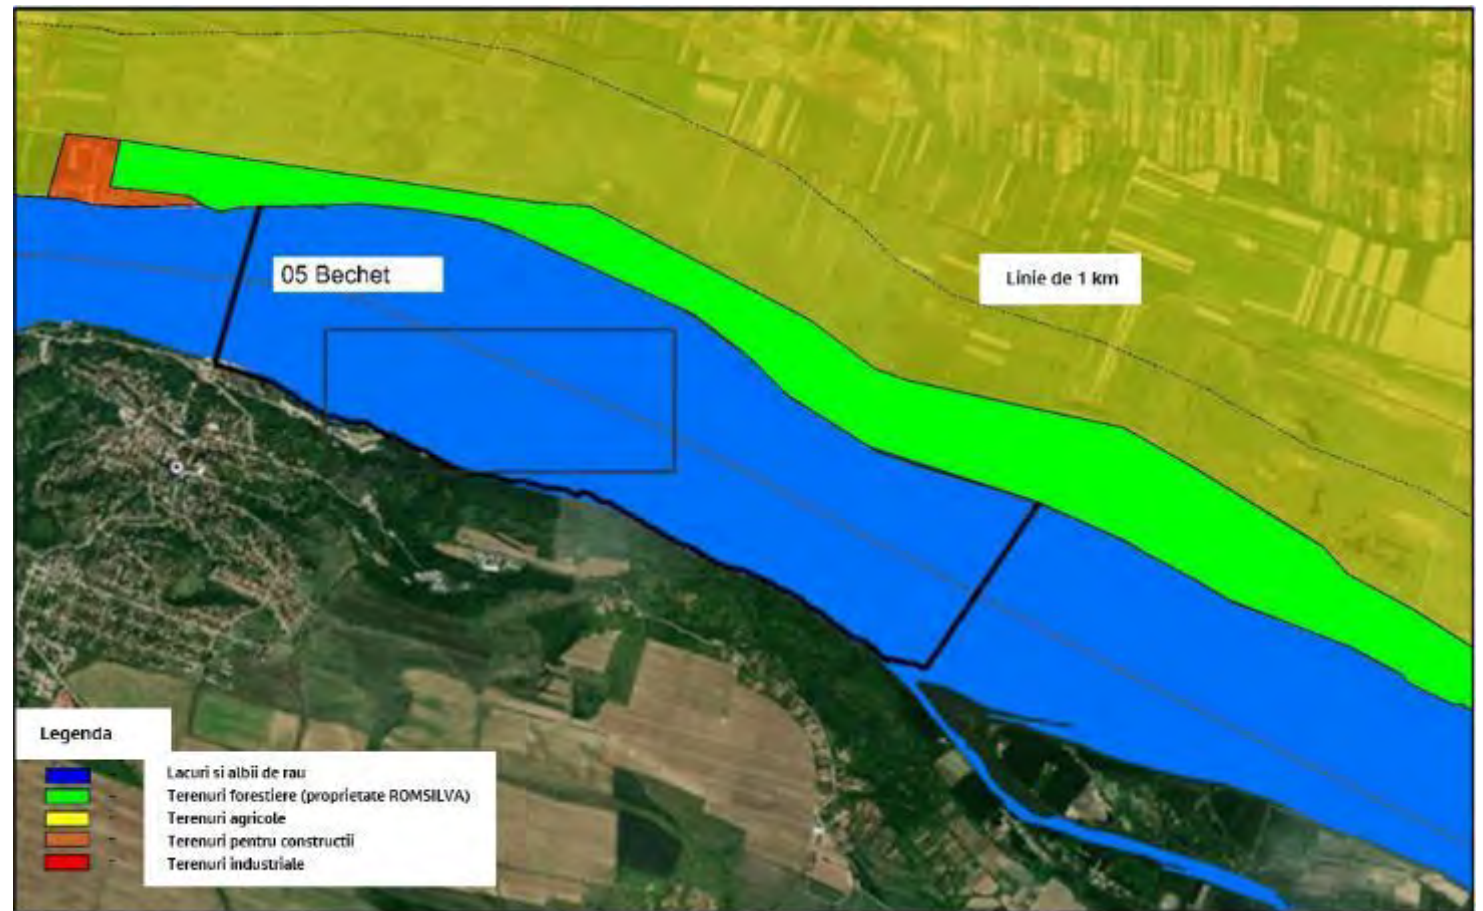 05 Bechet
Linie de 1 km
Legenda
Lacuri si albii de rau
Terenuri forestiere (proprietate ROMSILVA)
Terenuri agricole
Terenuri pentru constructii
Terenuri industriale